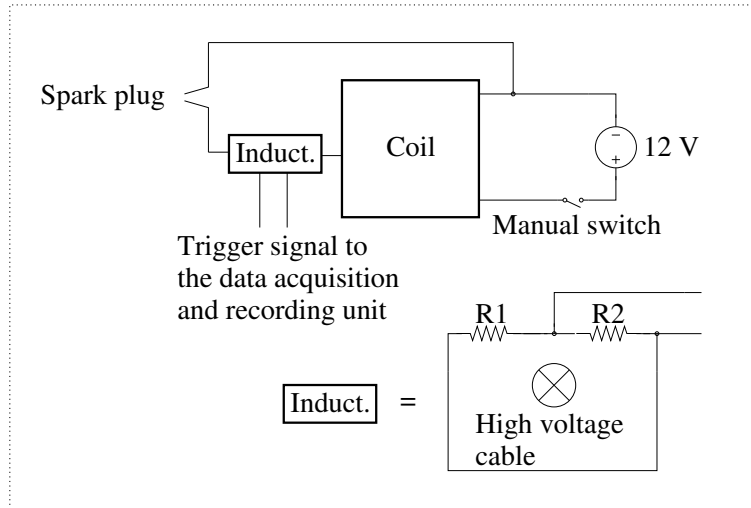 Spark plug
Induct.
Coil
−
+
12 V
Manual switch
Trigger signal to
the data acquisition
and recording unit
R1
R2
Induct.
=
High voltage
cable